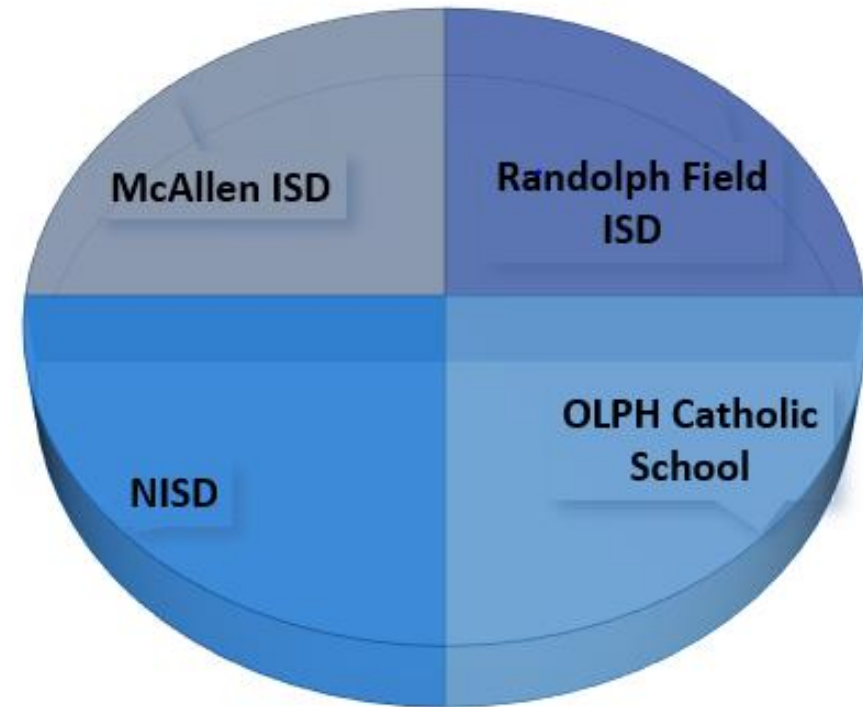 McAllen ISD
Randolph Field
ISD
OLPH Catholic
School
NISD